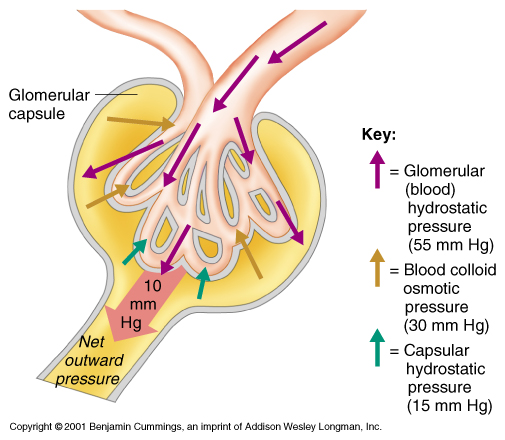 Glomerular
capsule
Key:
= Glomerular
(blood)
hydrostatic
pressure
(55 mm Hg)
= Blood colloid
osmotic
pressure
(30 mm Hg)
= Capsular
hydrostatic
pressure
(15 mm Hg)
10
mm
Hg
Net
outward
pressure
Copyright © 2001 Benjamin Cummings, an imprint of Addison Wesley Longman, Inc.